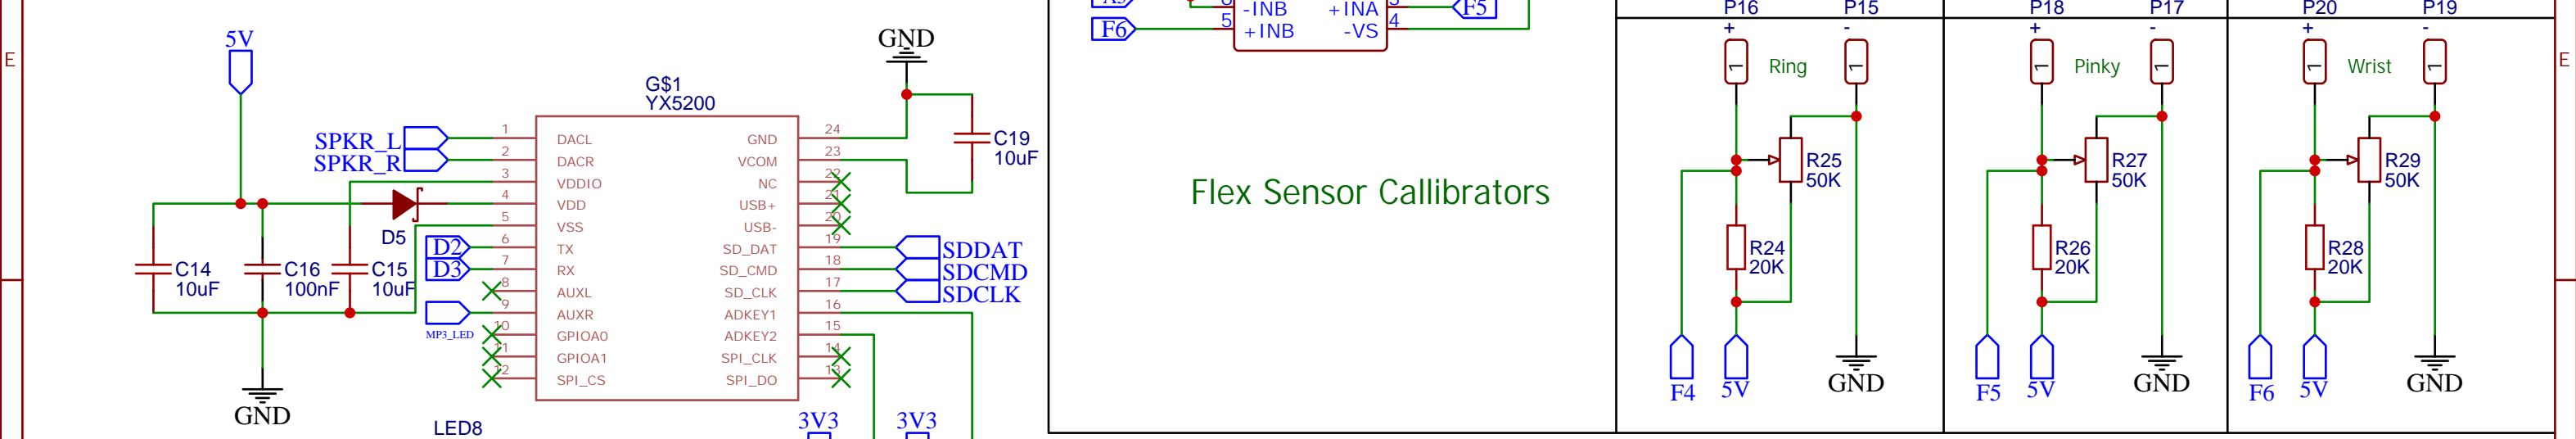 E
5V
G$1
YX5200
GND
SPKR_L
SPKR_R
1 DACL
2 DACR
3 VDDIO
4 VDD
5 VSS
6 TX
7 RX
8 AUXL
9 AUXR
10 GPIOA0
11 GPIOA1
12 SPI_CS
GND 24
VCOM 23
NC 22
USB+ 21
USB- 20
SD_DAT 19
SD_CMD 18
SD_CLK 17
ADKEY1 16
ADKEY2 15
SPI_CLK 14
SPI_DO 13
C19
10uF
D5
D2
D3
MP3_LED
C14
10uF
C16
100nF
C15
10uF
GND
SDDAT
SDCMD
SDCLK
LED8
3V3
3V3
-INB
+INA
F5
F6
5
+INB
-VS
4
Flex Sensor Callibrators
P16
P15
+
-
1
Ring
1
R25
50K
R24
20K
F4
5V
GND
P18
P17
+
-
1
Pinky
1
R27
50K
R26
20K
F5
5V
GND
P20
P19
+
-
1
Wrist
1
R29
50K
R28
20K
F6
5V
GND
E